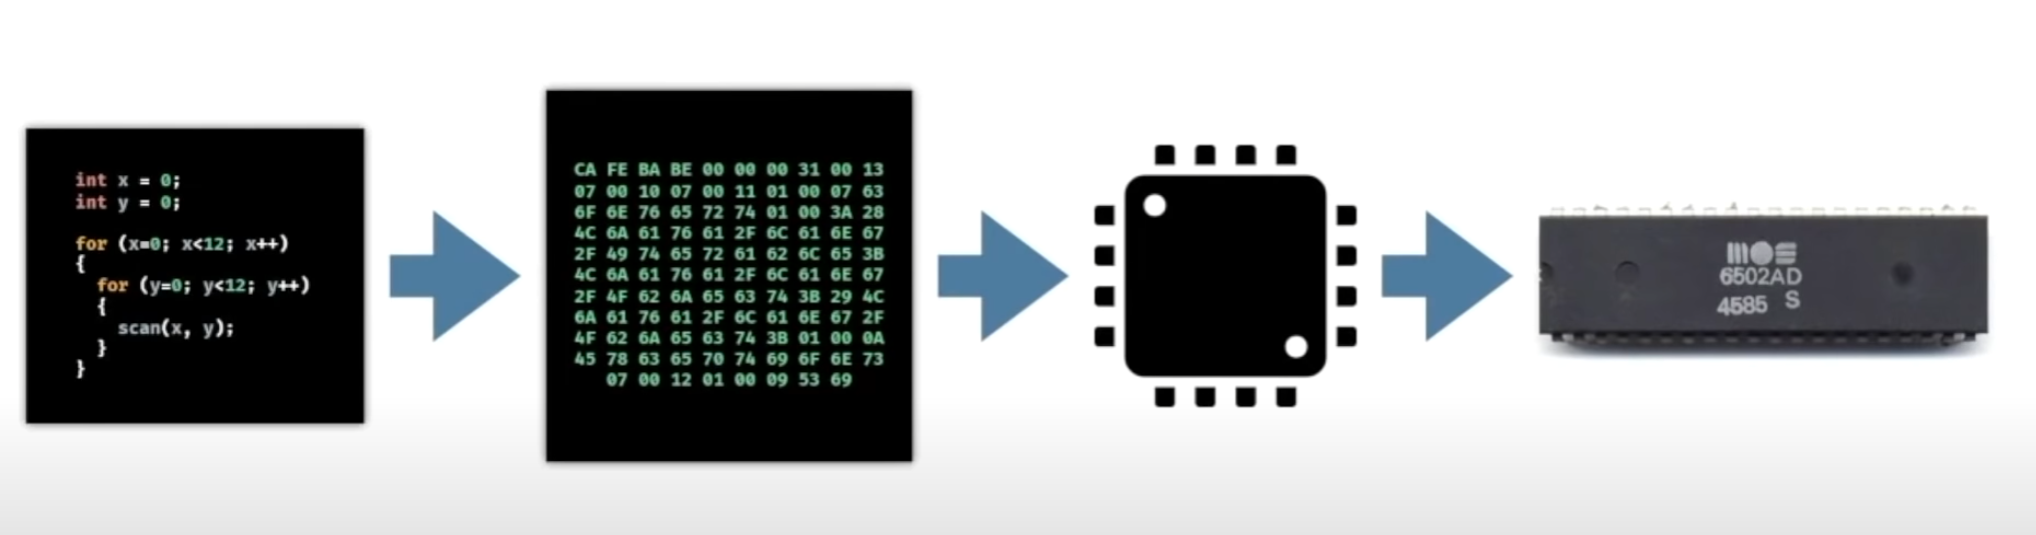 int x = 0;
int y = 0;
for (x=0; x<12; x++)
{
for (y=0; y<12; y++)
{
scan(x, y);
}
}
CA FE BA BE 00 00 00 31 00 13
07 00 10 07 00 11 01 00 07 63
6F 6E 76 65 72 74 01 00 3A 28
4C 6A 61 76 61 2F 6C 61 6E 67
2F 49 74 65 72 61 62 6C 65 3B
4C 6A 61 76 61 2F 6C 61 6E 67
2F 4F 62 6A 65 63 74 3B 29 4C
6A 61 76 61 2F 6C 61 6E 67 2F
4F 62 6A 65 63 74 3B 01 00 0A
45 78 63 65 70 74 69 6F 6E 73
07 00 12 01 00 09 53 69
mos
6502AD
4585 S